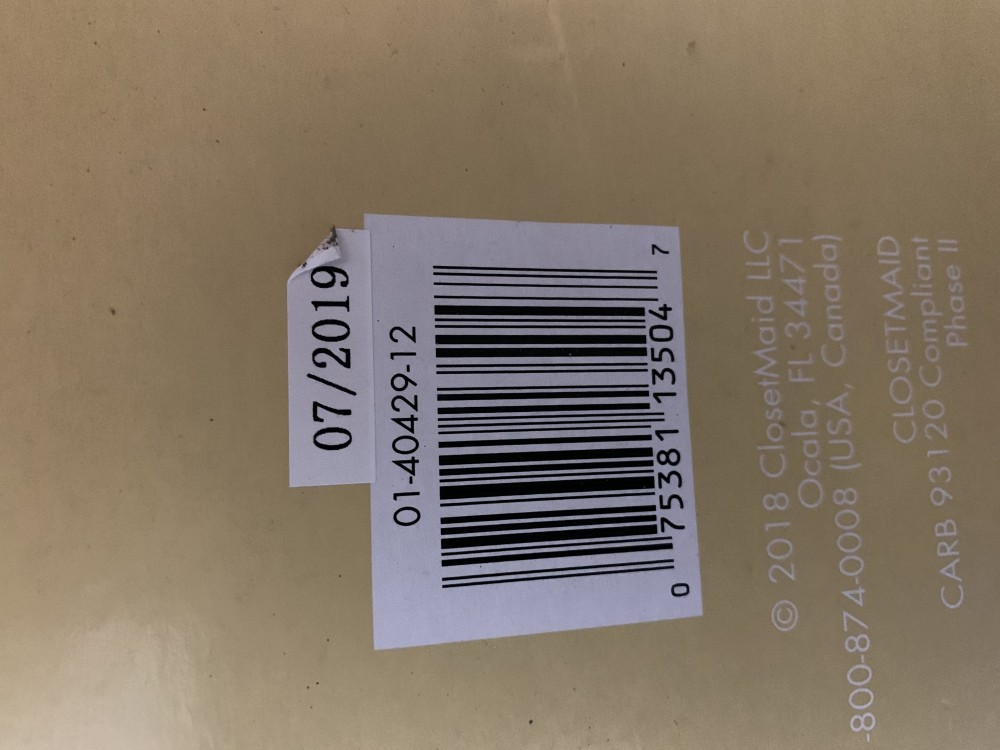 07/2019
01-40429-12
0 75381 13504 7
© 2018 ClosetMaid LLC
Ocala, FL 34471
-800-874-0008 (USA, Canada)
CLOSETMAID
CARB 93120 Compliant
Phase II